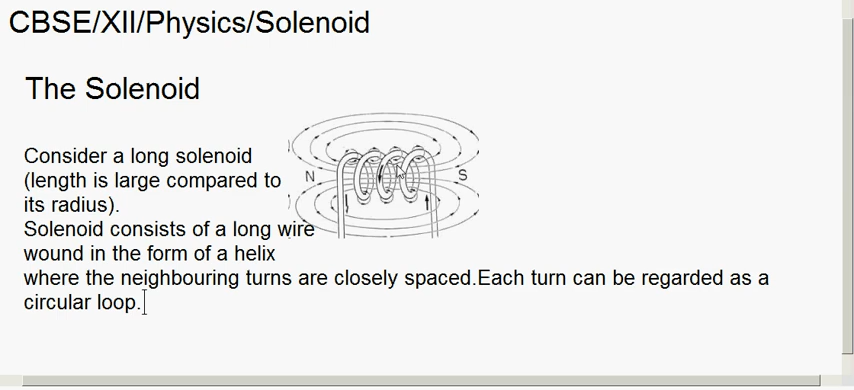 CBSE/XII/Physics/Solenoid
The Solenoid
Consider a long solenoid
(length is large compared to
its radius).
Solenoid consists of a long wire
wound in the form of a helix
where the neighbouring turns are closely spaced.Each turn can be regarded as a
circular loop.
N
S